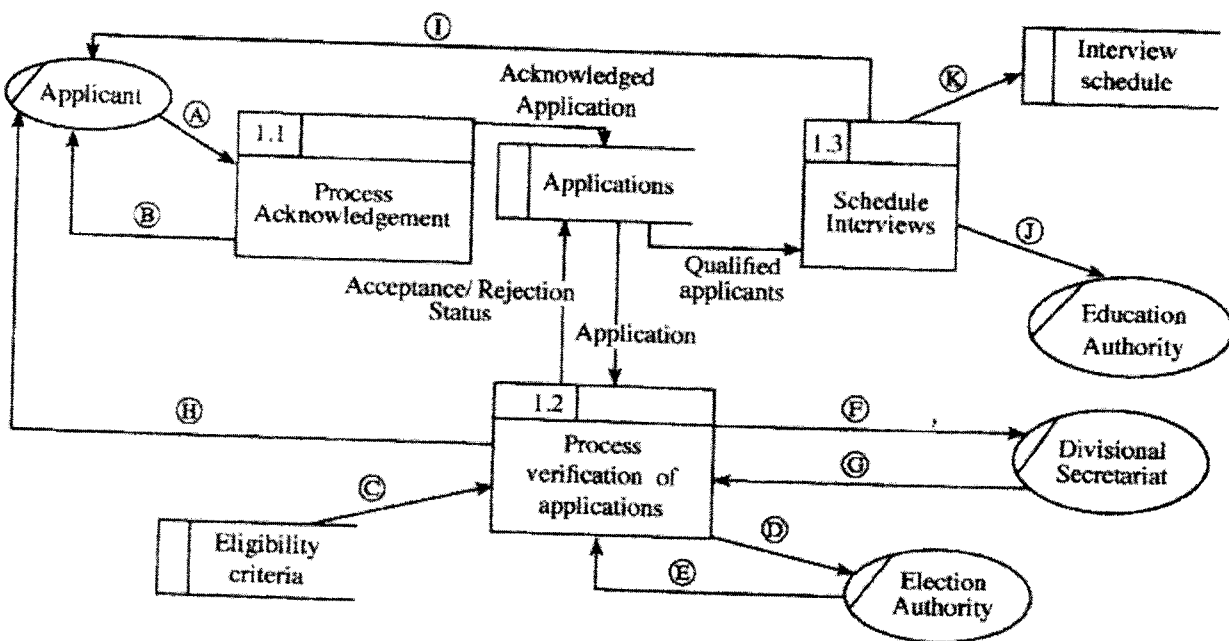 Ⓘ
Applicant
Ⓐ
Acknowledged
Application
Ⓚ
Interview
schedule
1.1
Process
Acknowledgement
Ⓑ
Applications
1.3
Schedule
Interviews
Ⓙ
Qualified
applicants
Acceptance/ Rejection
Status
Application
Education
Authority
Ⓗ
1.2
Process
verification of
applications
Ⓕ
Ⓖ
Divisional
Secretariat
Ⓒ
Eligibility
criteria
Ⓓ
Ⓔ
Election
Authority